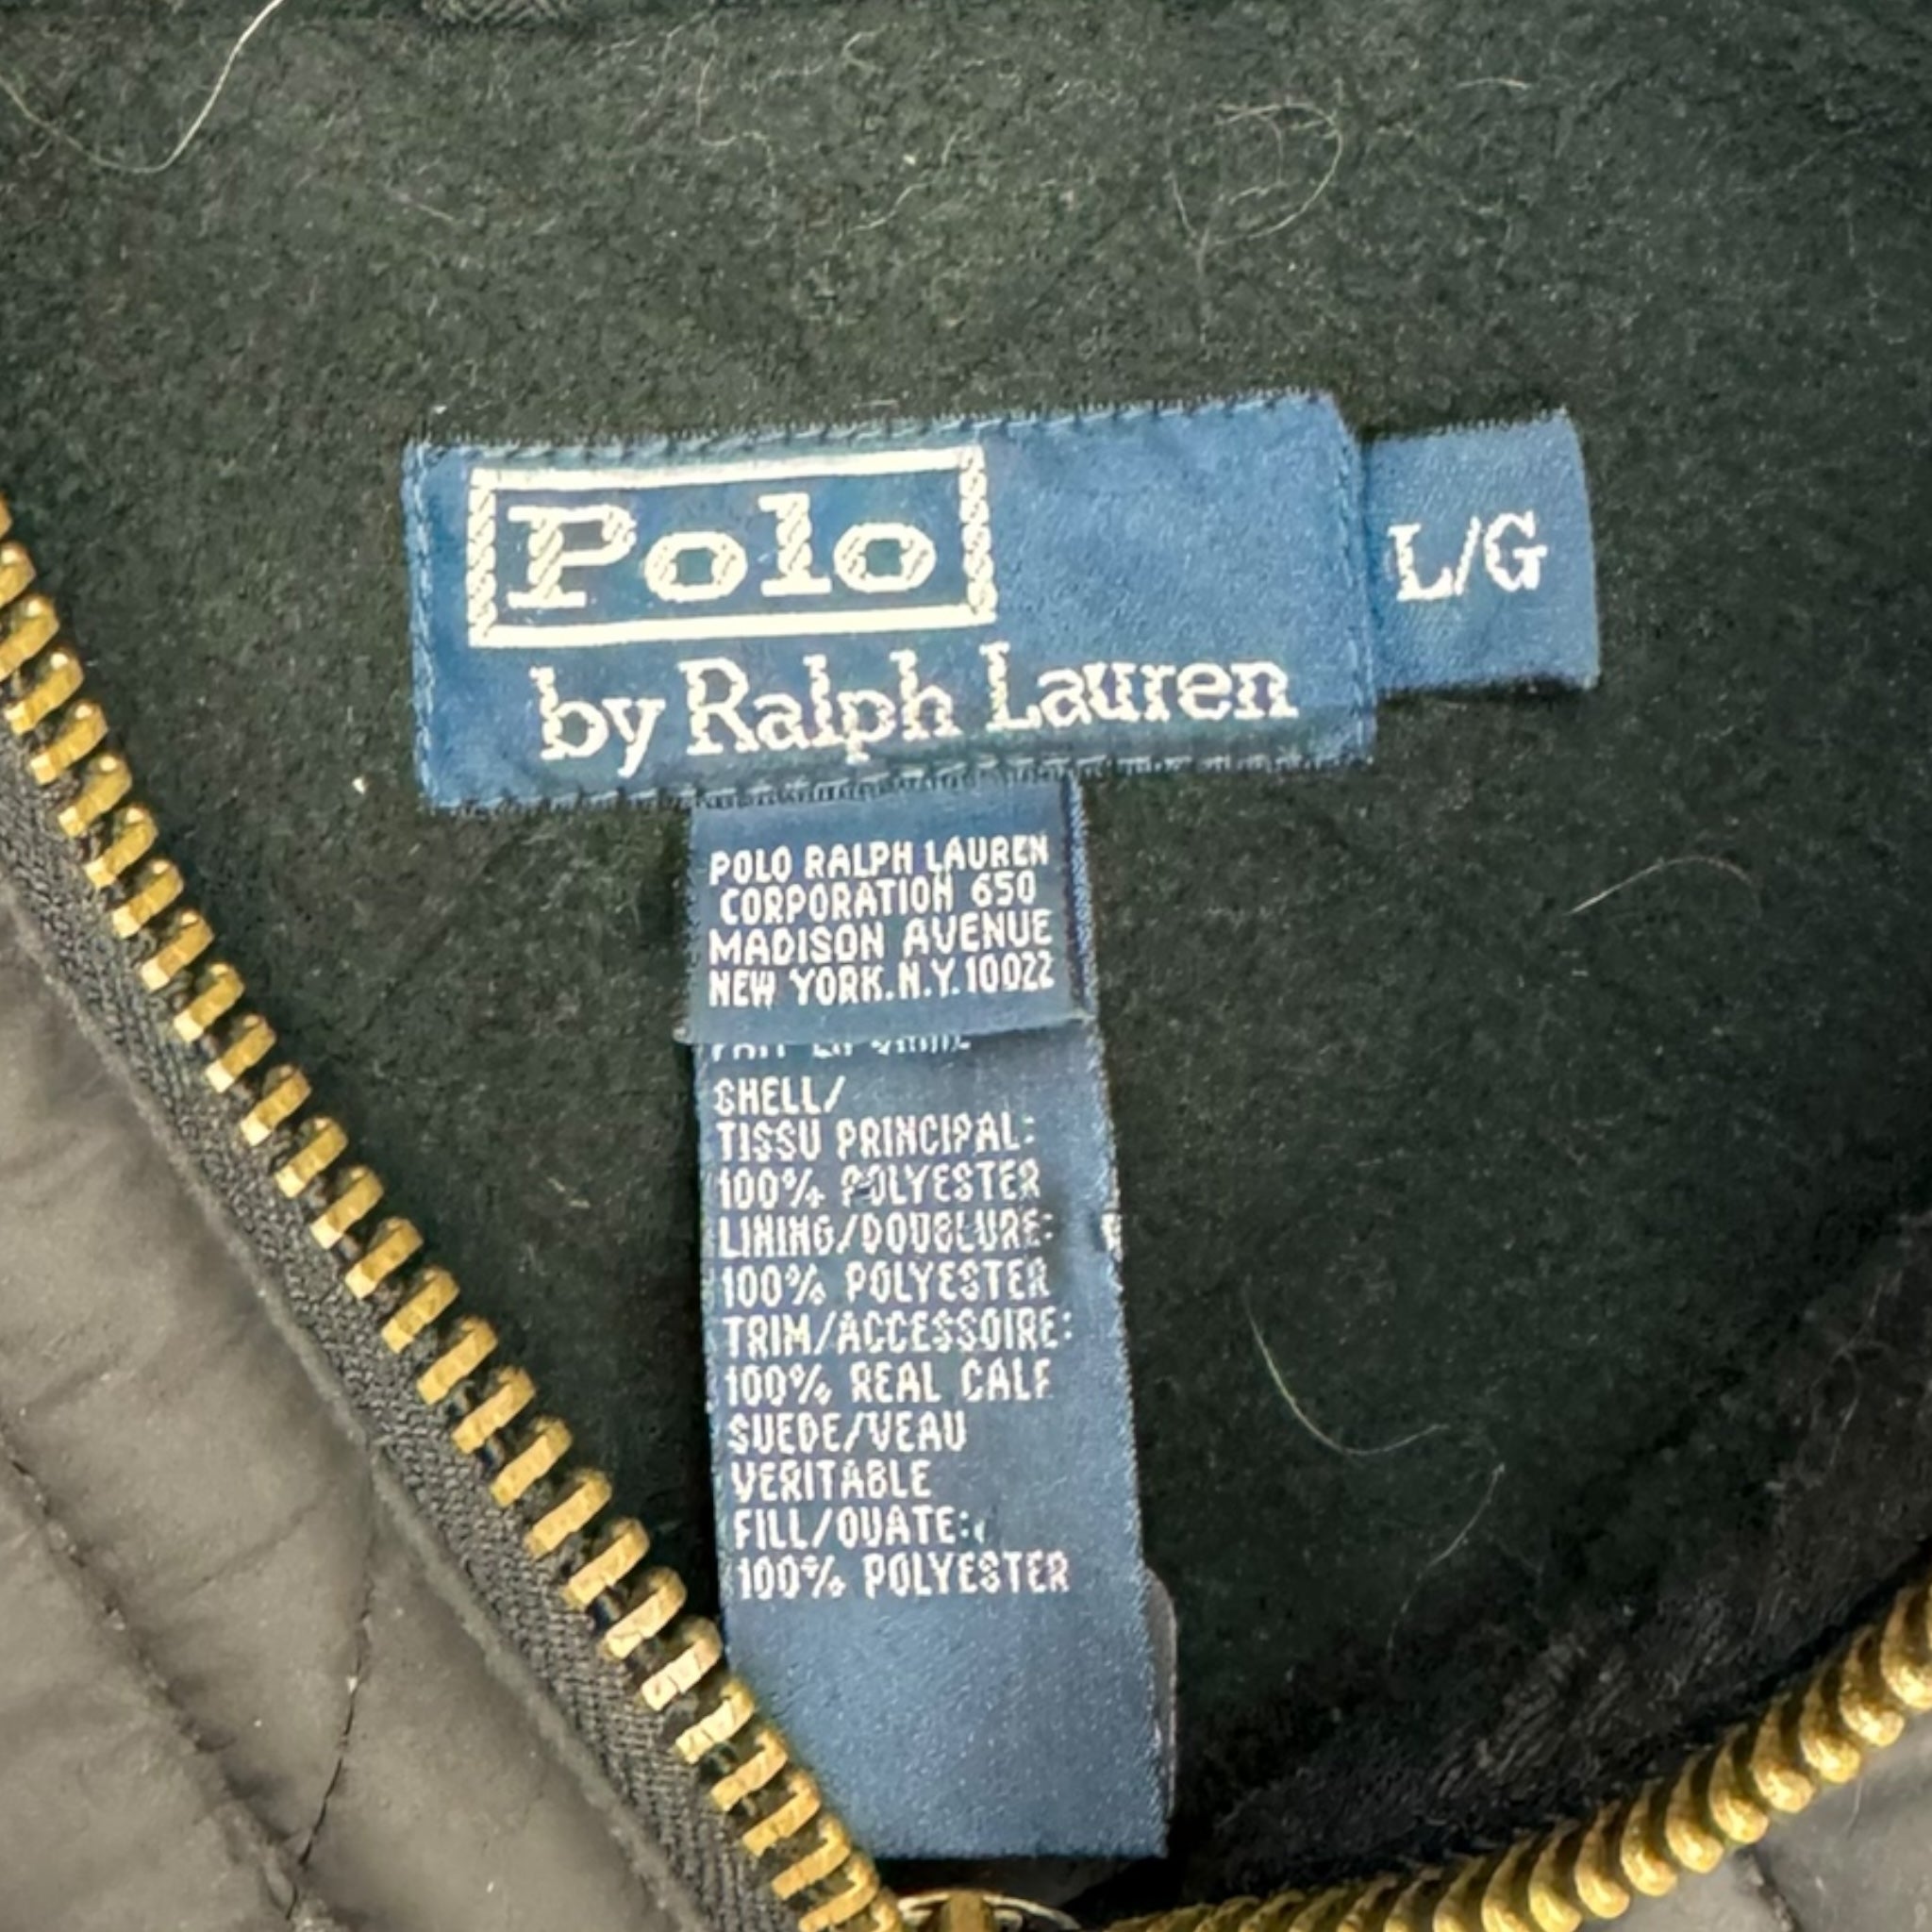 Polo
by Ralph Lauren
L/G
POLO RALPH LAUREN
CORPORATION 650
MADISON AVENUE
NEW YORK.N.Y.10022
SHELL/
TISSU PRINCIPAL:
100% POLYESTER
LINING/DOUBLURE:
100% POLYESTER
TRIM/ACCESSOIRE:
100% REAL CALF
SUEDE/VEAU
VERITABLE
FILL/OUATE:
100% POLYESTER